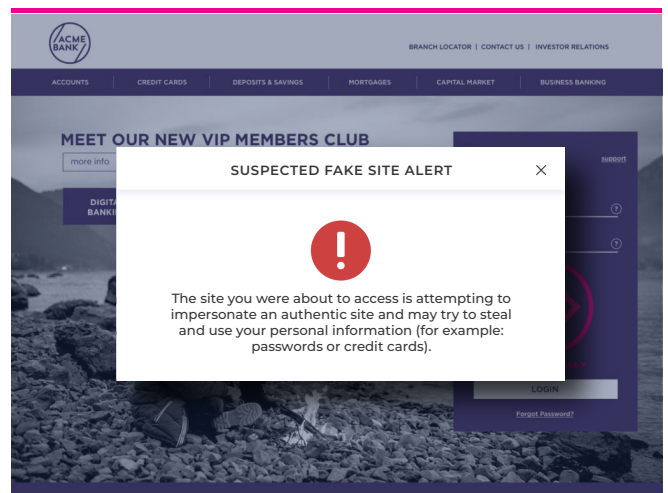 ACME
BANK
BRANCH LOCATOR | CONTACT US | INVESTOR RELATIONS
ACCOUNTS CREDIT CARDS DEPOSITS & SAVINGS MORTGAGES CAPITAL MARKET BUSINESS BANKING
MEET OUR NEW VIP MEMBERS CLUB
more info
support
SUSPECTED FAKE SITE ALERT
?
?
The site you were about to access is attempting to
impersonate an authentic site and may try to steal
and use your personal information (for example:
passwords or credit cards).
LOGIN
Forgot Password?